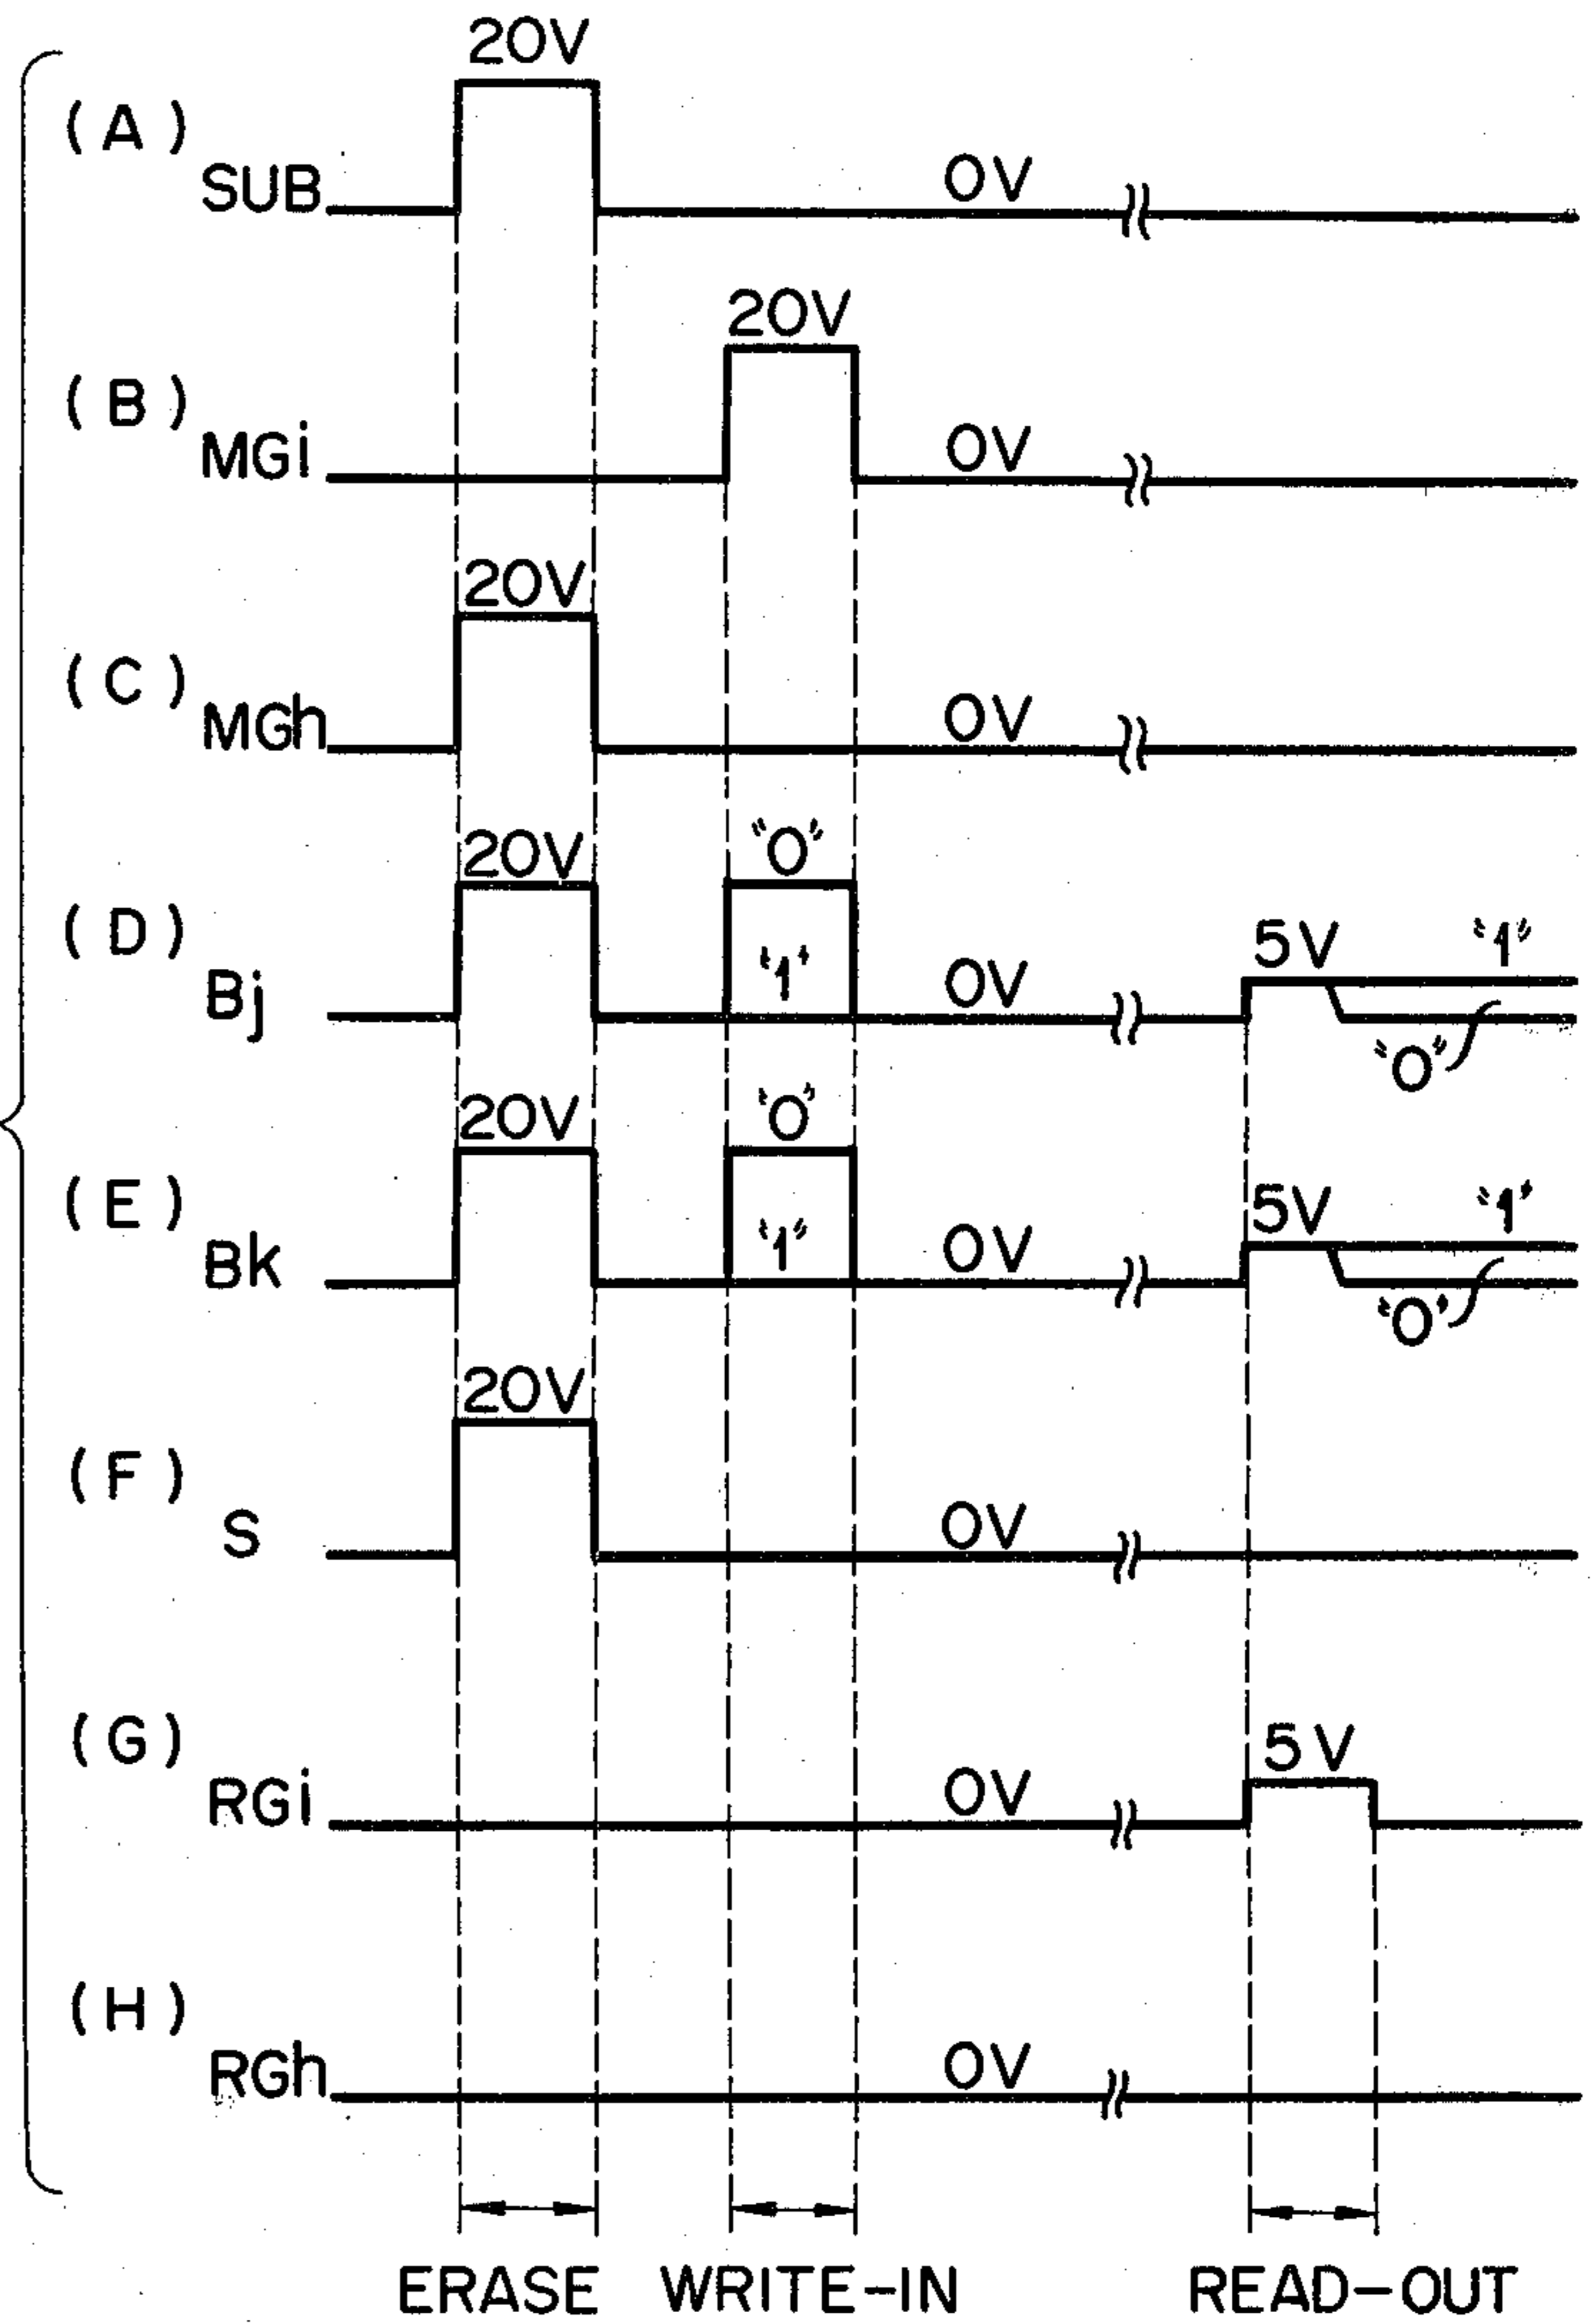 20V
(A)
SUB
0V
20V
(B)
MGi
0V
20V
(C)
MGh
0V
20V
"0"
(D)
Bj
"1"
0V
5V
"1"
"0"
20V
"0"
(E)
Bk
"1"
0V
5V
"1"
"0"
20V
(F)
S
0V
(G)
RGi
0V
5V
(H)
RGh
0V
ERASE WRITE-IN READ-OUT